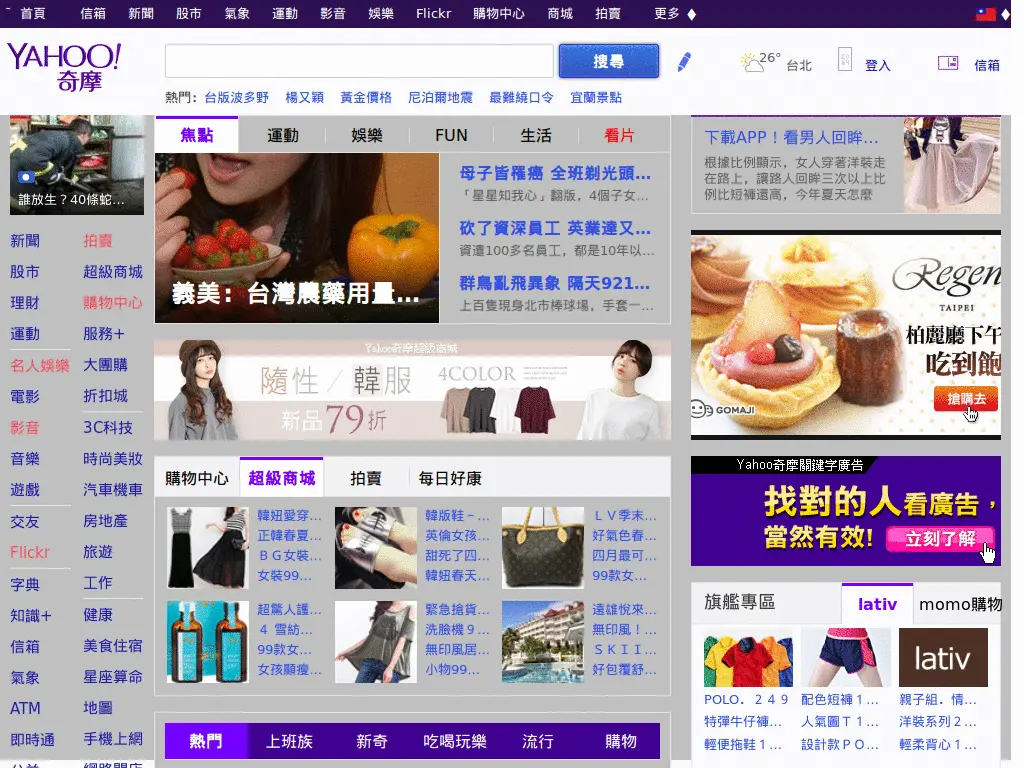 首頁 信箱 新聞 股市 氣象 運動 影音 娛樂 Flickr 購物中心 商城 拍賣 更多
YAHOO!
奇摩
搜尋
26° 台北 登入 信箱
熱門: 台版波多野 楊又穎 黃金價格 尼泊爾地震 最難繞口令 宜蘭景點
誰放生？40條蛇...
新聞 拍賣
股市 超級商城
理財 購物中心
運動 服務+
名人娛樂 大團購
電影 折扣城
影音 3C科技
音樂 時尚美妝
遊戲 汽車機車
交友 房地產
Flickr 旅遊
字典 工作
知識+ 健康
信箱 美食住宿
氣象 星座算命
ATM 地圖
即時通 手機上網
焦點 運動 娛樂 FUN 生活 看片
義美：台灣農藥用量...
母子皆罹癌 全班剃光頭...
「星星知我心」翻版，4個子女...
砍了資深員工 英業達又...
資遣100多名員工，都是10年以...
群鳥亂飛異象 隔天921...
上百隻現身北市棒球場，手套一...
Yahoo奇摩超級商城
隨性／韓服
新品79折
4COLOR
購物中心 超級商城 拍賣 每日好康
韓妞愛穿...
正韓春夏...
ＢＧ女裝...
女裝99...
韓版鞋－...
英倫女孩...
甜死了四...
韓妞春天...
ＬＶ季末...
好氣色春...
四月最可...
99款女...
超驚人護...
４ 雪紡...
99款女...
女孩顯瘦...
緊急搶貨...
洗臉機９...
無印風居...
小物99...
遠雄悅來...
無印風！...
ＳＫＩＩ...
好包覆舒...
熱門 上班族 新奇 吃喝玩樂 流行 購物
下載APP！看男人回眸...
根據比例顯示，女人穿著洋裝走
在路上，讓路人回眸三次以上比
例比短褲還高，今年夏天怎麼
Regen
TAIPEI
柏麗廳下午
吃到飽
搶購去
GOMAJI
Yahoo奇摩關鍵字廣告
找對的人看廣告，
當然有效!
立刻了解
旗艦專區 lativ momo購物
lativ
POLO．２４９
特彈牛仔褲...
輕便拖鞋１...
配色短褲１...
人氣圖Ｔ１...
設計款ＰＯ...
親子組．情...
洋裝系列２...
輕柔背心１...